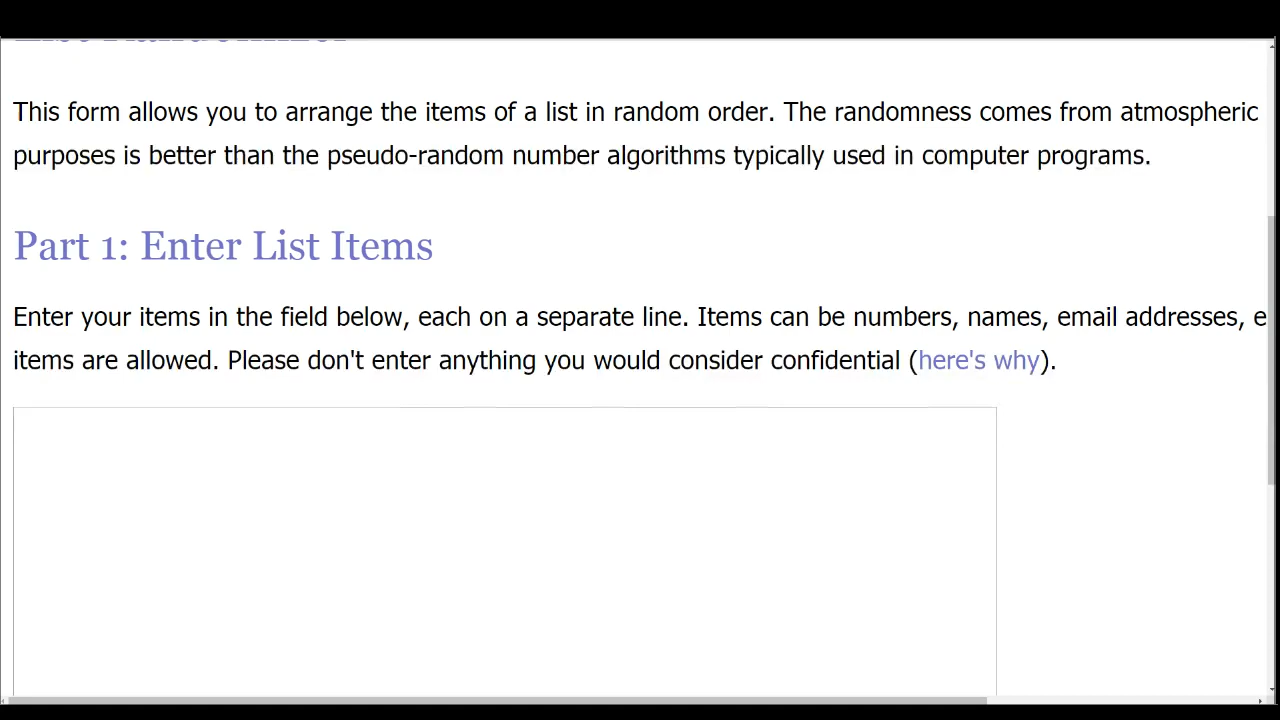 This form allows you to arrange the items of a list in random order. The randomness comes from atmospheric
purposes is better than the pseudo-random number algorithms typically used in computer programs.
Part 1: Enter List Items
Enter your items in the field below, each on a separate line. Items can be numbers, names, email addresses, e
items are allowed. Please don't enter anything you would consider confidential (here's why).